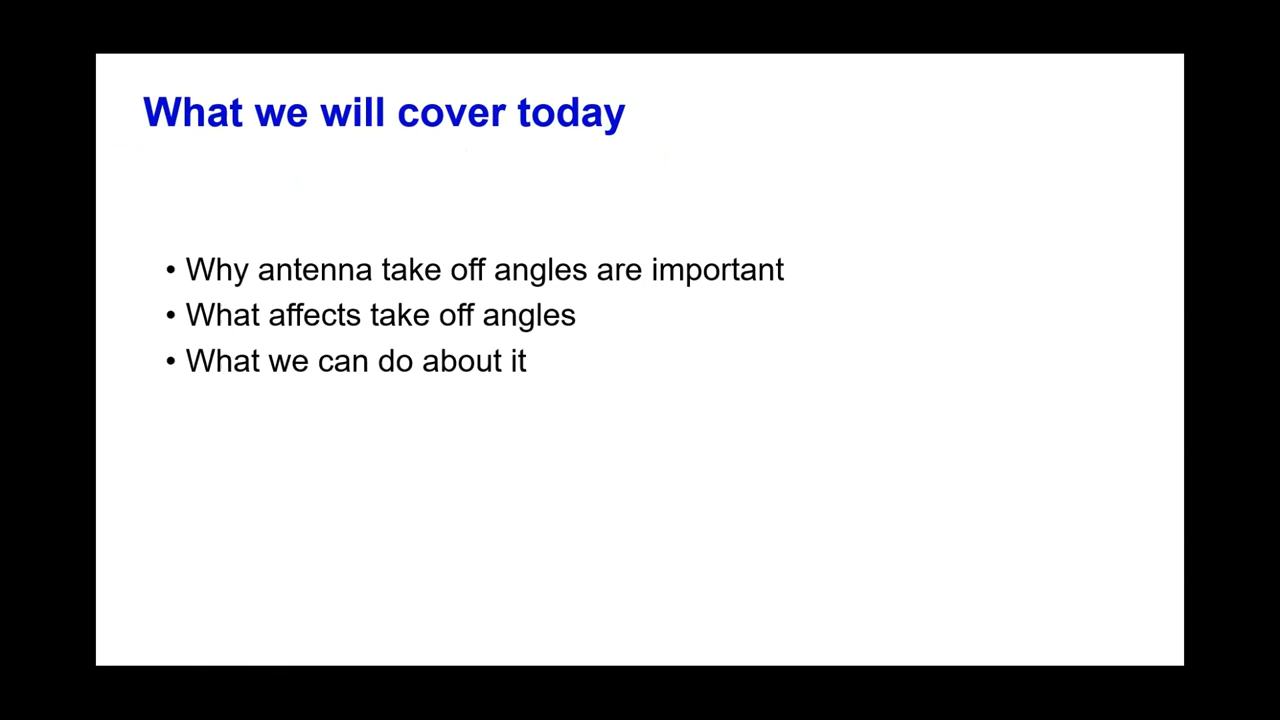 What we will cover today
• Why antenna take off angles are important
• What affects take off angles
• What we can do about it